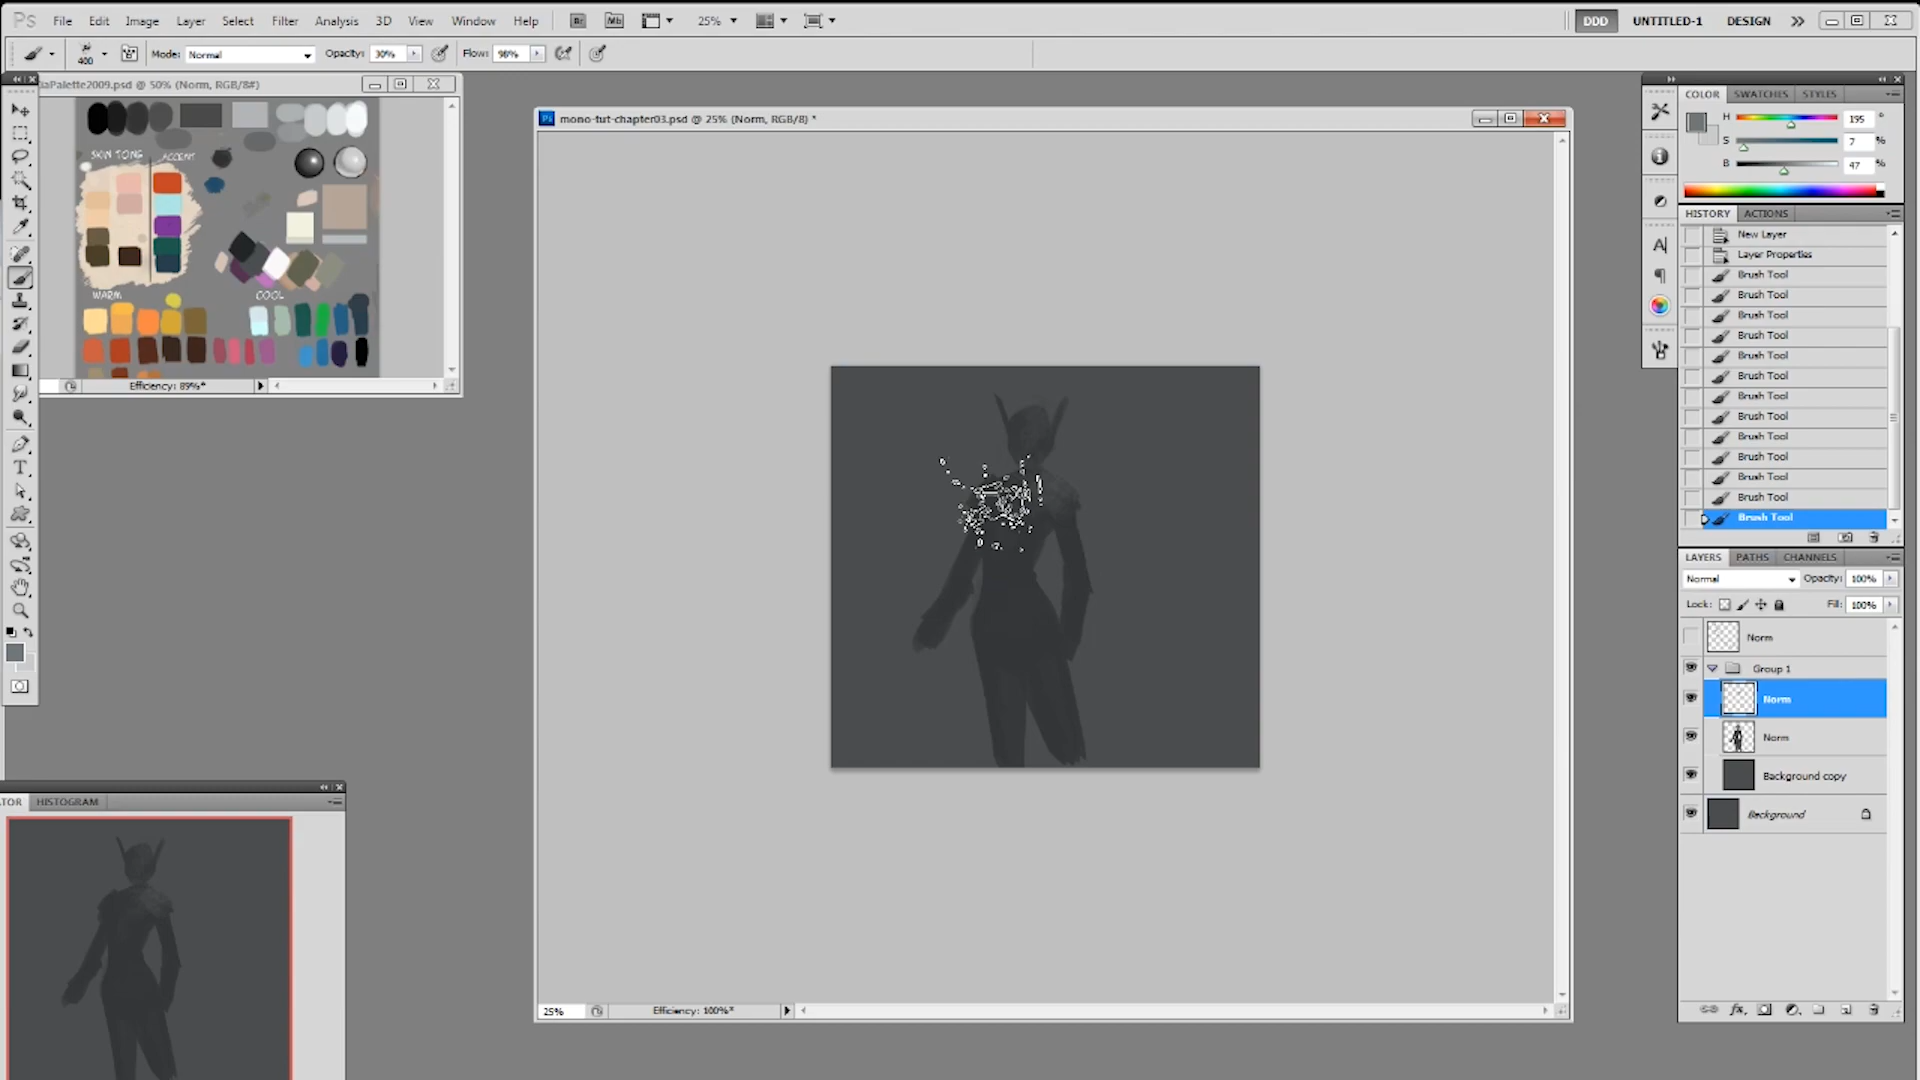 Ps File Edit Image Layer Select Filter Analysis 3D View Window Help Br Mb 25% DDD UNTITLED-1 DESIGN
400 Mode: Normal Opacity: 30% Flow: 98%
aPalette2009.psd @ 50% (Norm, RGB/8#)
SKIN TONG ACCENT
WARM COOL
Efficiency: 89%*
mono-tut-chapter03.psd @ 25% (Norm, RGB/8) *
25% Efficiency: 100%*
TOR HISTOGRAM
COLOR SWATCHES STYLES
H 195 °
S 7 %
B 47 %
HISTORY ACTIONS
New Layer
Layer Properties
Brush Tool
Brush Tool
Brush Tool
Brush Tool
Brush Tool
Brush Tool
Brush Tool
Brush Tool
Brush Tool
Brush Tool
Brush Tool
Brush Tool
Brush Tool
LAYERS PATHS CHANNELS
Normal Opacity: 100%
Lock: Fill: 100%
Norm
Group 1
Norm
Norm
Background copy
Background